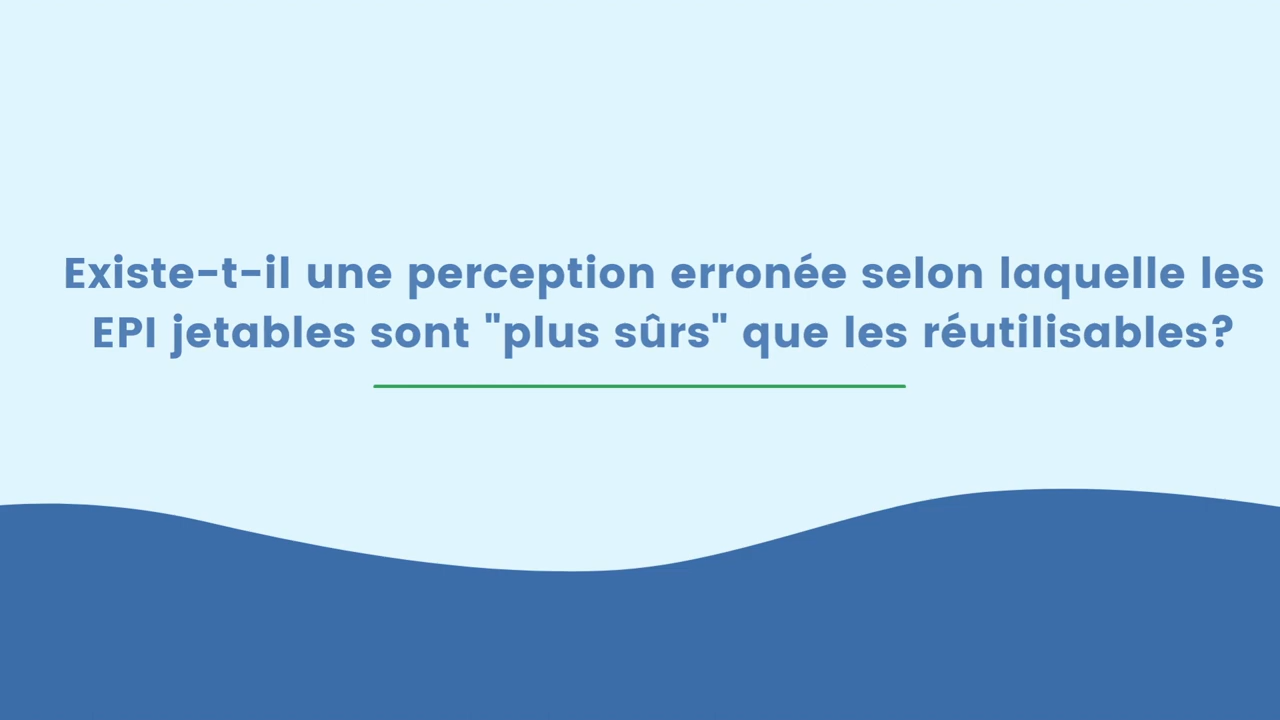 Existe-t-il une perception erronée selon laquelle les
EPI jetables sont "plus sûrs" que les réutilisables?